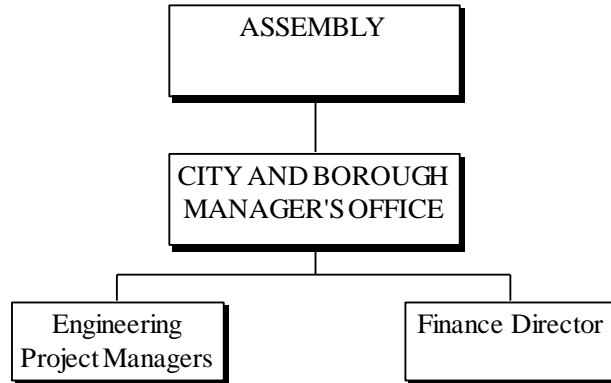 ASSEMBLY
CITY AND BOROUGH
MANAGER'S OFFICE
Engineering
Project Managers
Finance Director